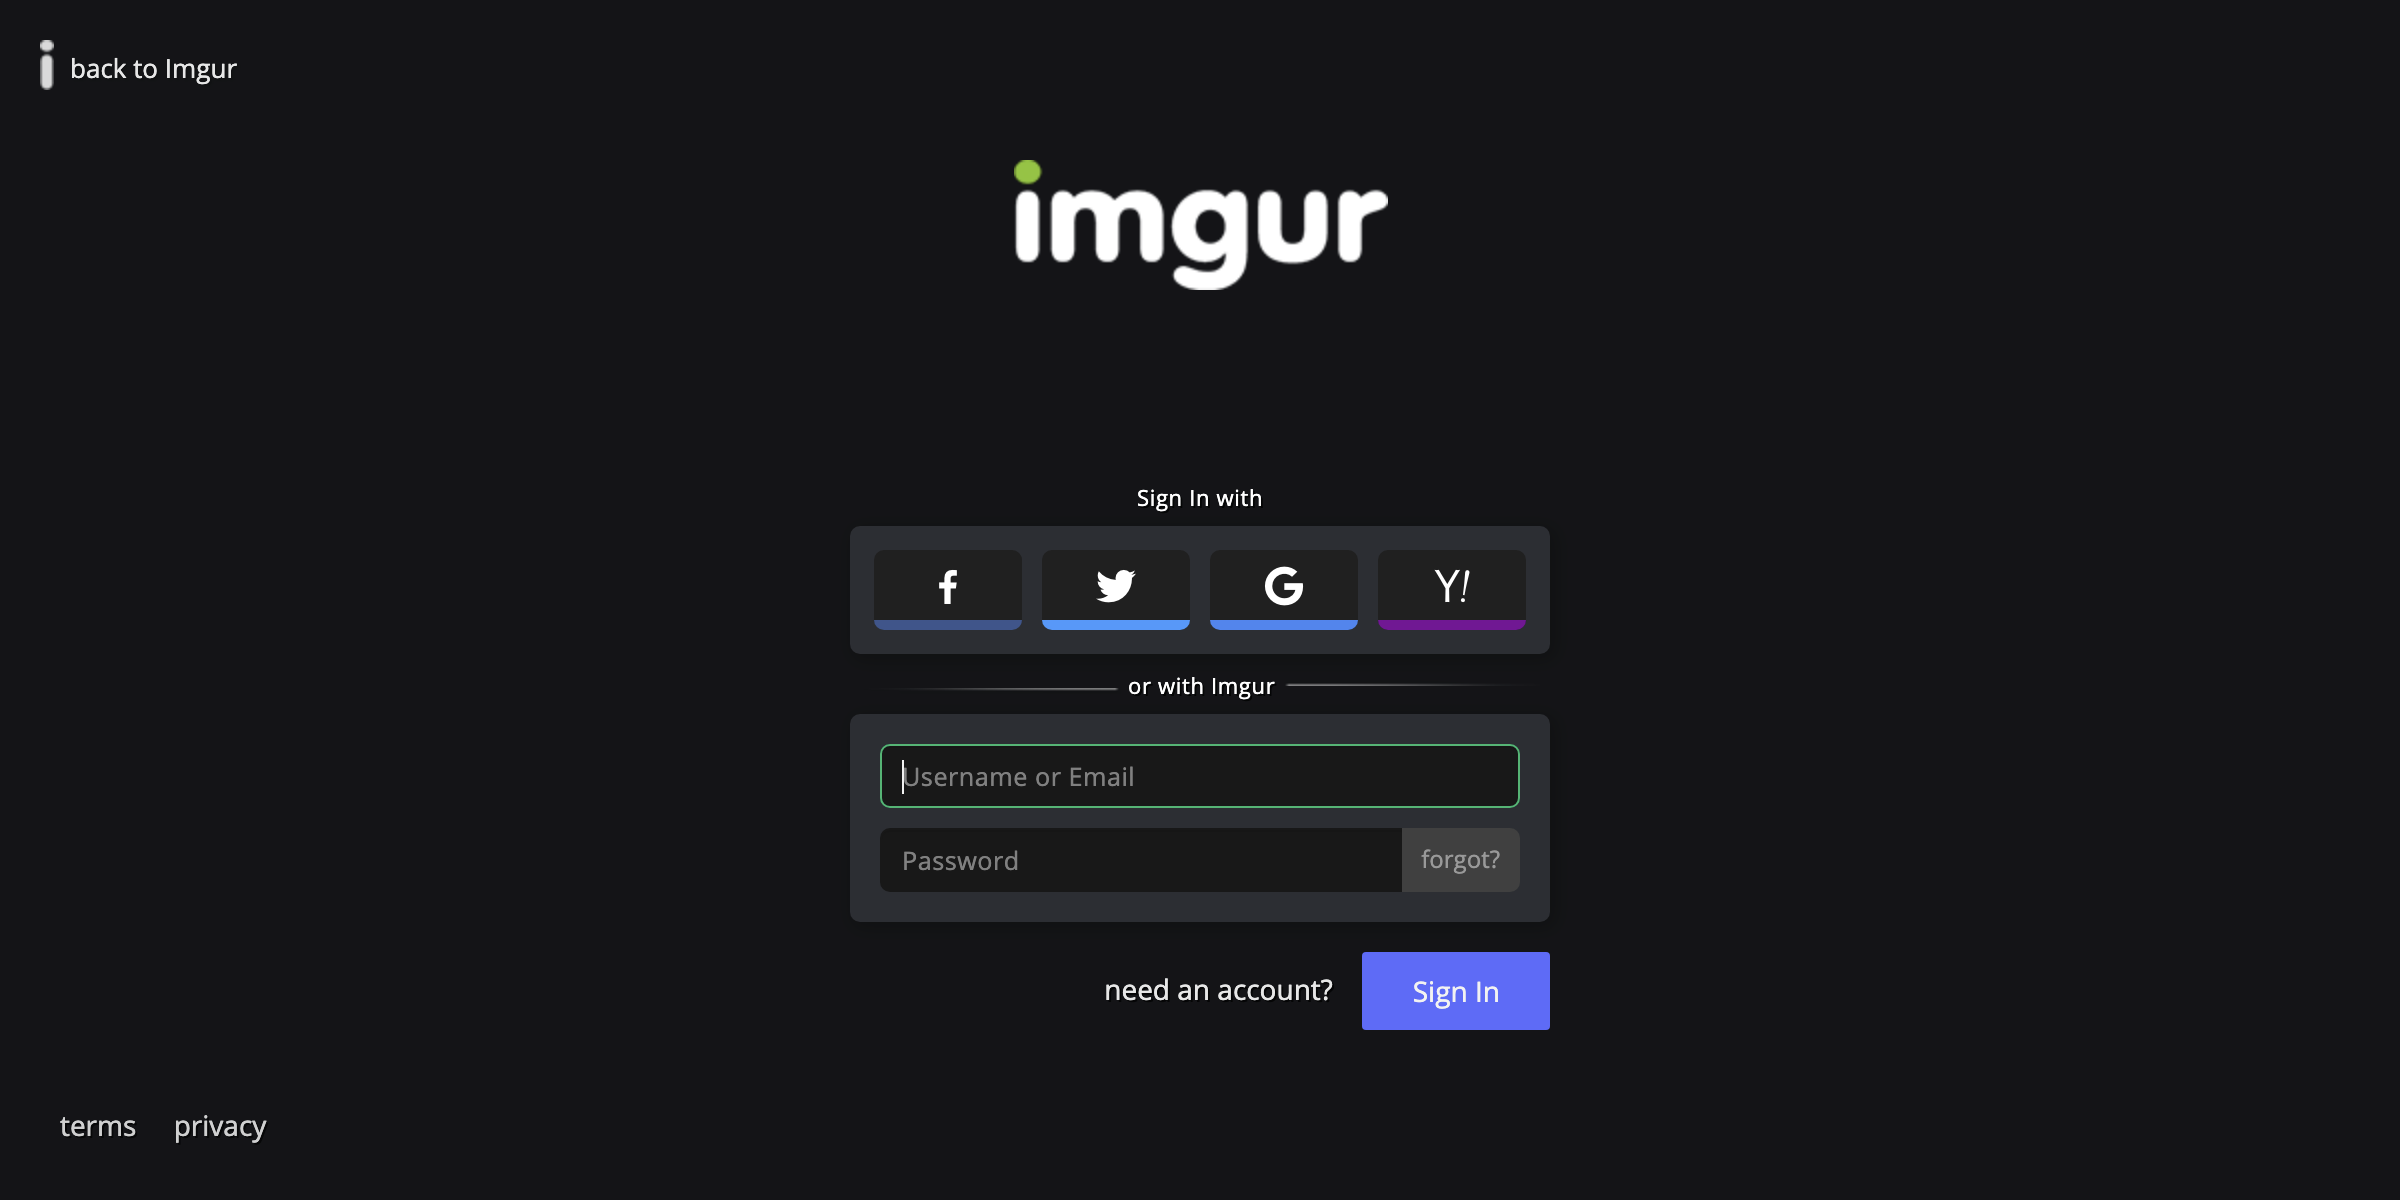 back to Imgur
imgur
Sign In with
f G Y!
or with Imgur
Username or Email
Password forgot?
need an account? Sign In
terms privacy